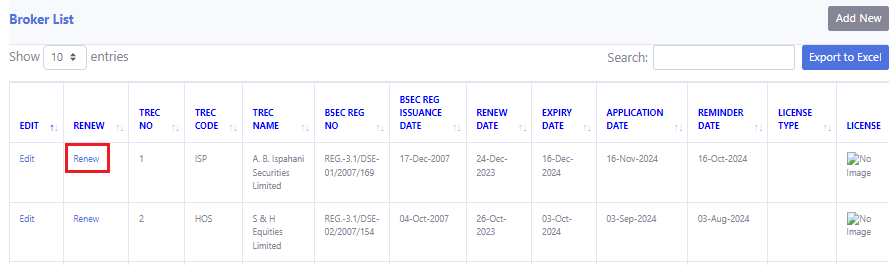 Broker List
Add New
Show 10 entries
Search:
Export to Excel
EDIT
RENEW
TREC
NO
TREC
CODE
TREC
NAME
BSEC REG
NO
BSEC REG
ISSUANCE
DATE
RENEW
DATE
EXPIRY
DATE
APPLICATION
DATE
REMINDER
DATE
LICENSE
TYPE
LICENSE
Edit
Renew
1
ISP
A. B. Ispahani
Securities
Limited
REG.-3.1/DSE-
01/2007/169
17-Dec-2007
24-Dec-
2023
16-Dec-
2024
16-Nov-2024
16-Oct-2024
No
Image
Edit
Renew
2
HOS
S & H
Equities
Limited
REG.-3.1/DSE-
02/2007/154
04-Oct-2007
26-Oct-
2023
03-Oct-
2024
03-Sep-2024
03-Aug-2024
No
Image